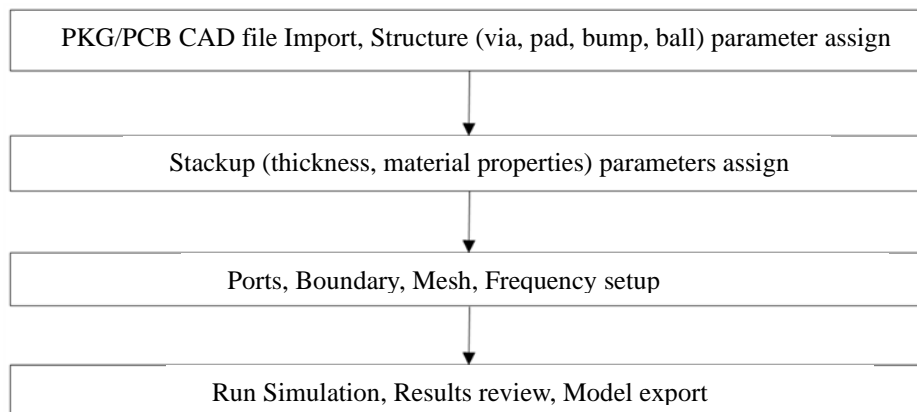 PKG/PCB CAD file Import, Structure (via, pad, bump, ball) parameter assign
Stackup (thickness, material properties) parameters assign
Ports, Boundary, Mesh, Frequency setup
Run Simulation, Results review, Model export